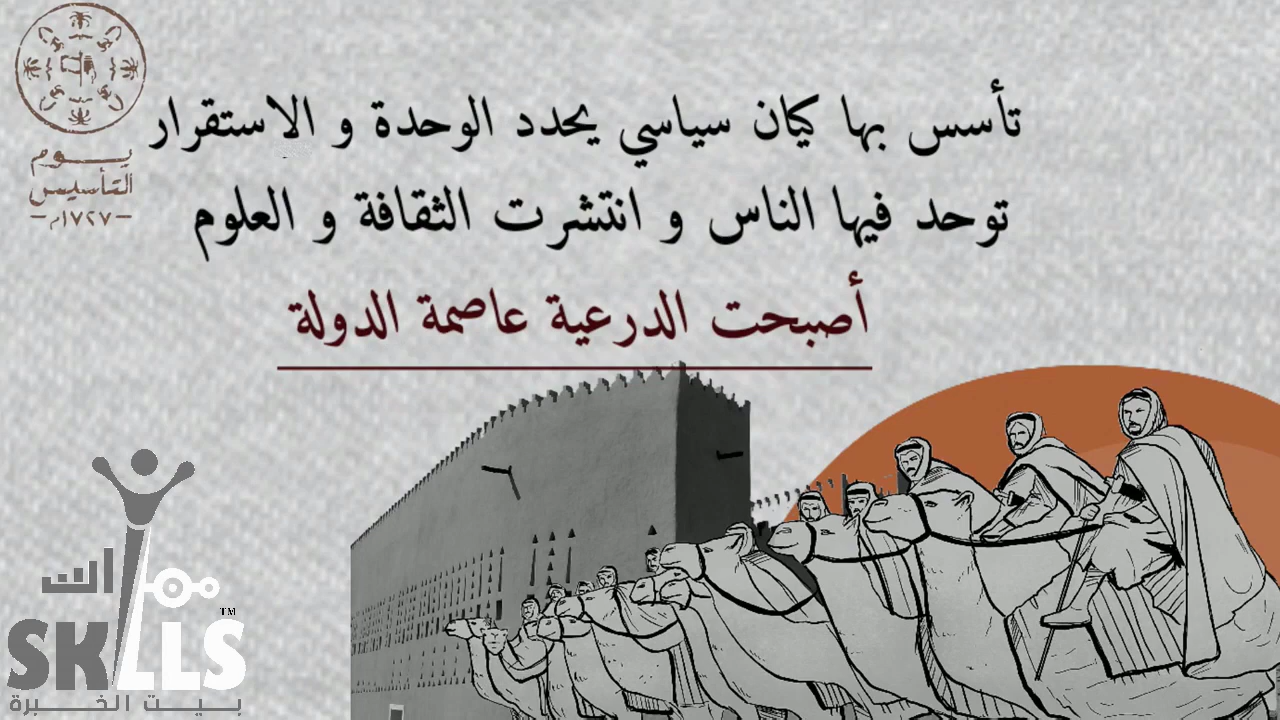 تأسس بها كيان سياسي يحدد الوحدة و الاستقرار
توحد فيها الناس و انتشرت الثقافة و العلوم
أصبحت الدرعية عاصمة الدولة
يوم
التأسيس
١٧٢٧م
SKILLS™
بيت الخبرة